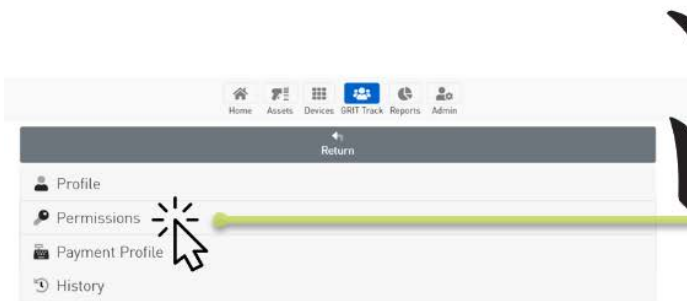 Home Assets Devices GRIT Track Reports Admin
Return
Profile
Permissions
Payment Profile
History